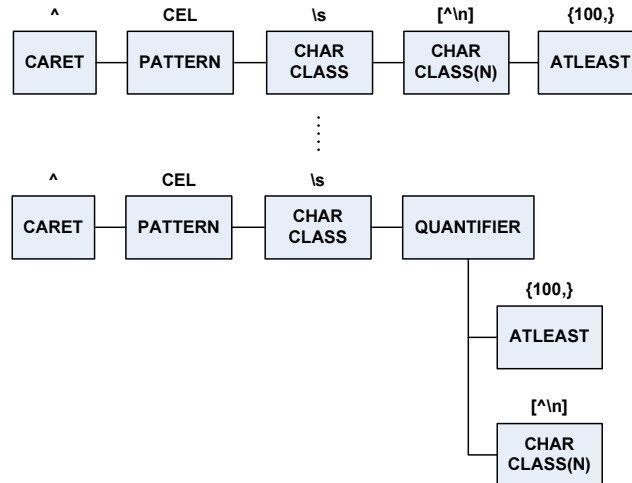 ^ CEL \s [^\n] {100,}
CARET PATTERN CHAR CLASS CHAR CLASS(N) ATLEAST
^ CEL \s
CARET PATTERN CHAR CLASS QUANTIFIER
{100,}
ATLEAST
[^\n]
CHAR
CLASS(N)